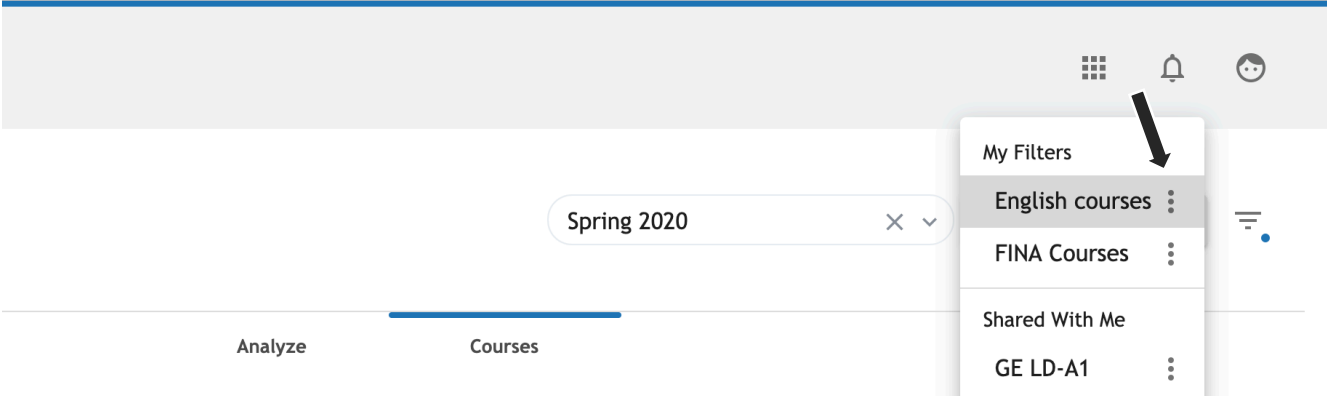 My Filters
English courses
Spring 2020
FINA Courses
Shared With Me
Analyze
Courses
GE LD-A1